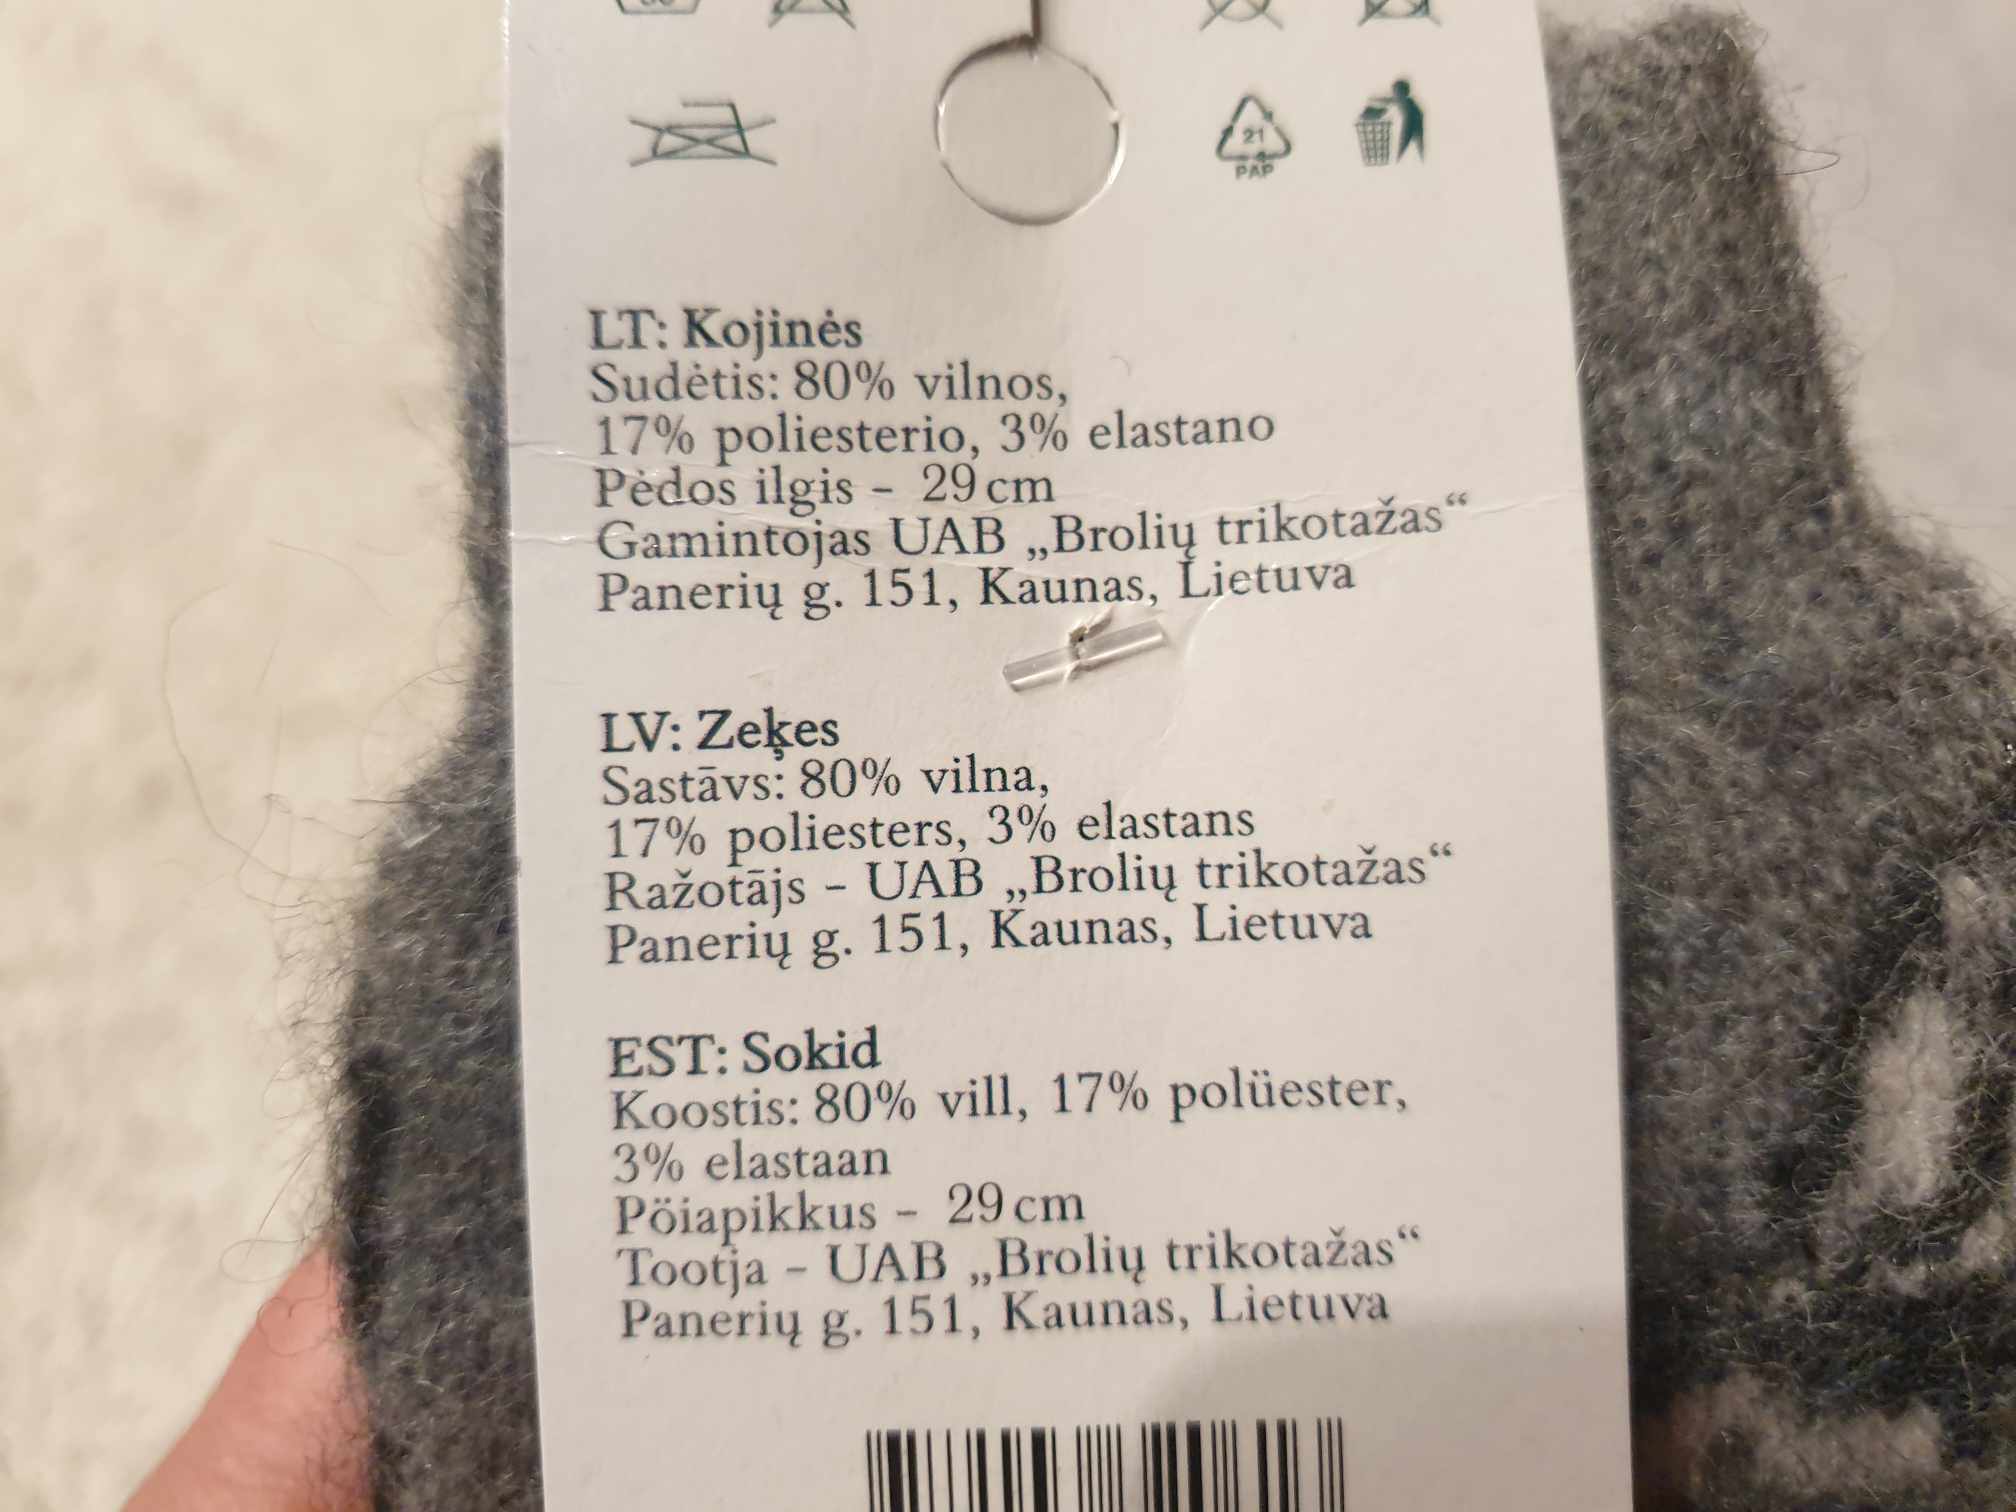 21
PAP
LT: Kojinės
Sudėtis: 80% vilnos,
17% poliesterio, 3% elastano
Pėdos ilgis - 29 cm
Gamintojas UAB „Brolių trikotažas“
Panerių g. 151, Kaunas, Lietuva
LV: Zeķes
Sastāvs: 80% vilna,
17% poliesters, 3% elastans
Ražotājs - UAB „Brolių trikotažas“
Panerių g. 151, Kaunas, Lietuva
EST: Sokid
Koostis: 80% vill, 17% polüester,
3% elastaan
Pöiapikkus - 29 cm
Tootja - UAB „Brolių trikotažas“
Panerių g. 151, Kaunas, Lietuva